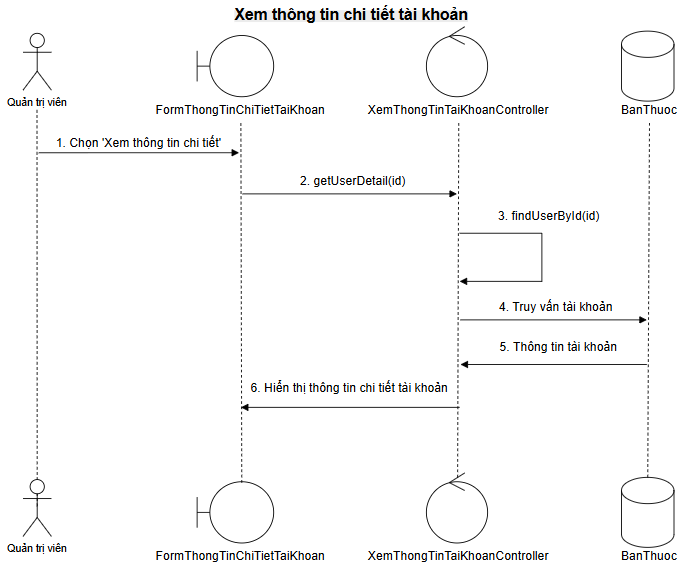 Xem thông tin chi tiết tài khoản
Quản trị viên
FormThongTinChiTietTaiKhoan
XemThongTinTaiKhoanController
BanThuoc
1. Chọn 'Xem thông tin chi tiết'
2. getUserDetail(id)
3. findUserById(id)
4. Truy vấn tài khoản
5. Thông tin tài khoản
6. Hiển thị thông tin chi tiết tài khoản
Quản trị viên
FormThongTinChiTietTaiKhoan
XemThongTinTaiKhoanController
BanThuoc